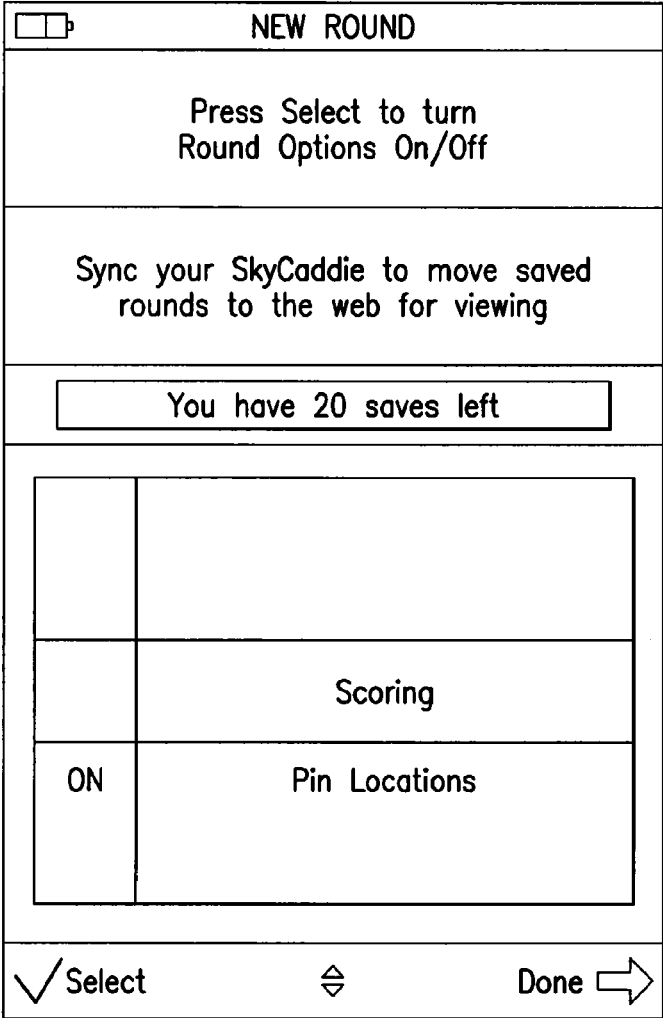 NEW ROUND
Press Select to turn
Round Options On/Off
Sync your SkyCaddie to move saved
rounds to the web for viewing
You have 20 saves left
Scoring
ON Pin Locations
Select Done